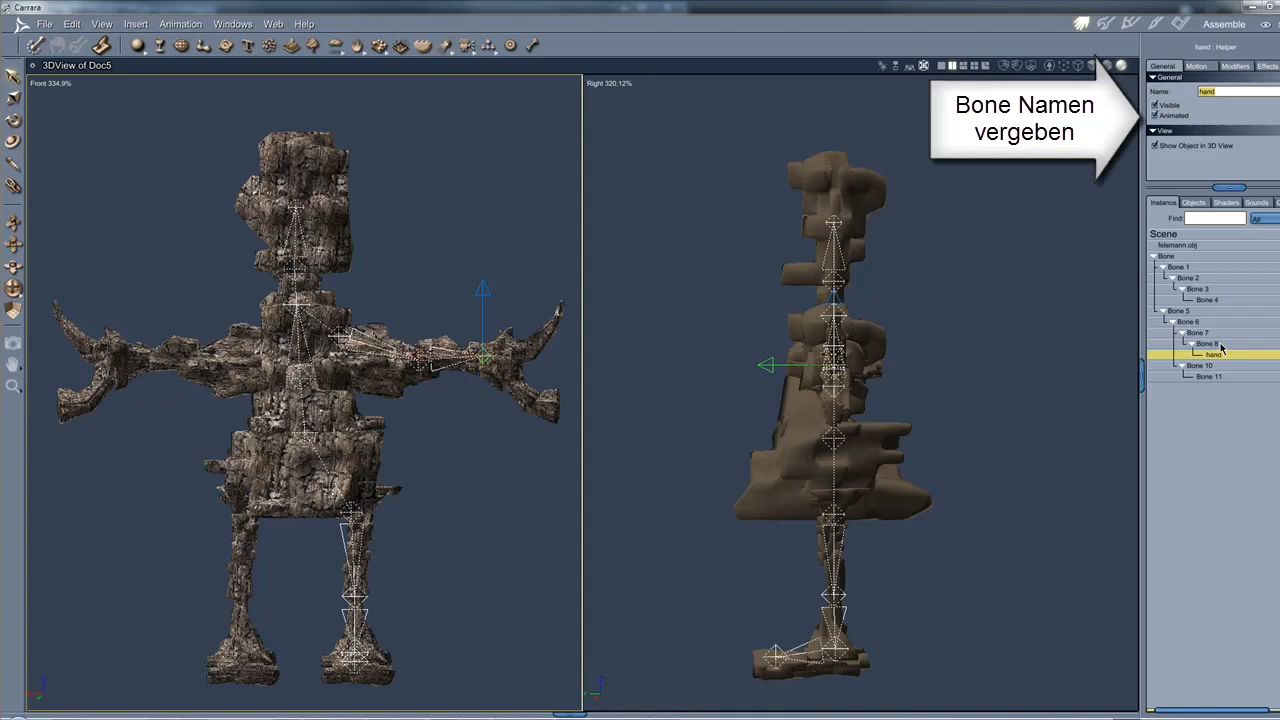 Carrara
File Edit View Insert Animation Windows Web Help
Assemble
3DView of Doc5
hand : Helper
Front 334,9%
Right 320,12%
General Motion Modifiers Effects
General
Name: hand
Visible
Animated
View
Show Object in 3D View
Bone Namen
vergeben
Instance Objects Shaders Sounds
Find: All
Scene
felsmann.obj
Bone
Bone 1
Bone 2
Bone 3
Bone 4
Bone 5
Bone 6
Bone 7
Bone 8
hand
Bone 10
Bone 11